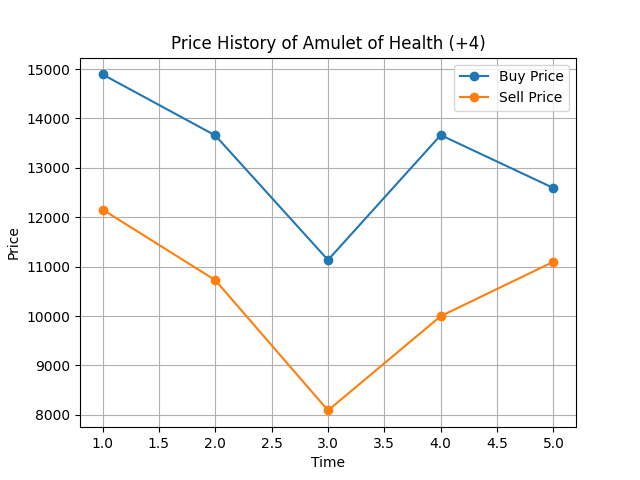 Price History of Amulet of Health (+4)
Buy Price
Sell Price
15000
14000
13000
12000
11000
10000
9000
8000
Price
1.0 1.5 2.0 2.5 3.0 3.5 4.0 4.5 5.0
Time